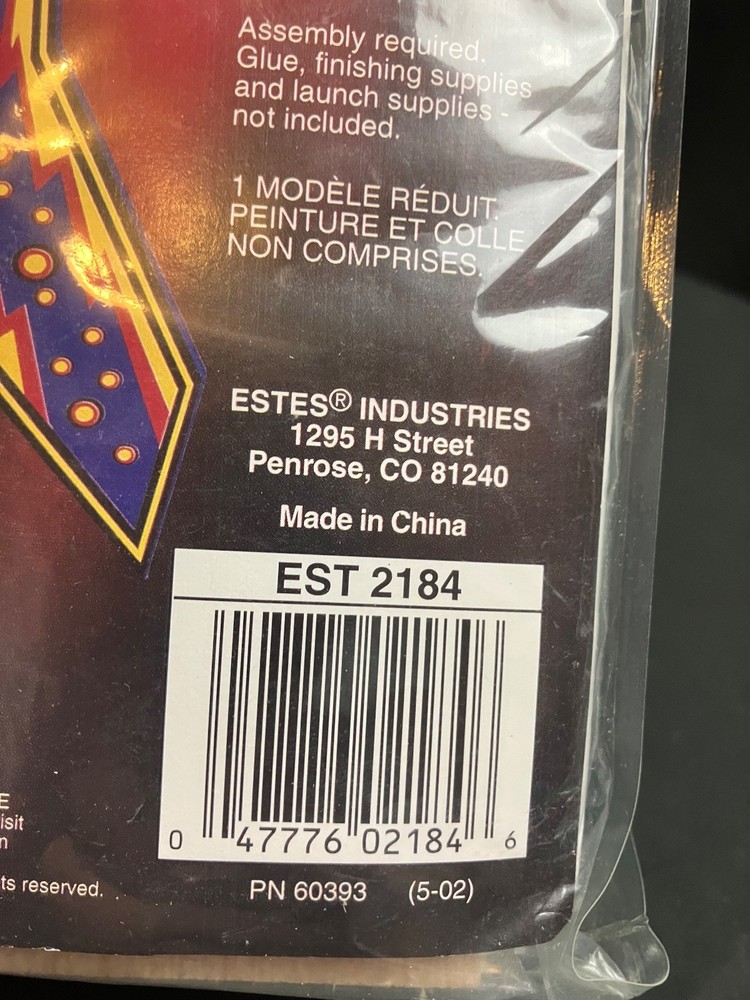 Assembly required.
Glue, finishing supplies
and launch supplies -
not included.
1 MODÈLE RÉDUIT.
PEINTURE ET COLLE
NON COMPRISES.
ESTES® INDUSTRIES
1295 H Street
Penrose, CO 81240
Made in China
EST 2184
0 47776 02184 6
E
isit
n
ts reserved.
PN 60393 (5-02)